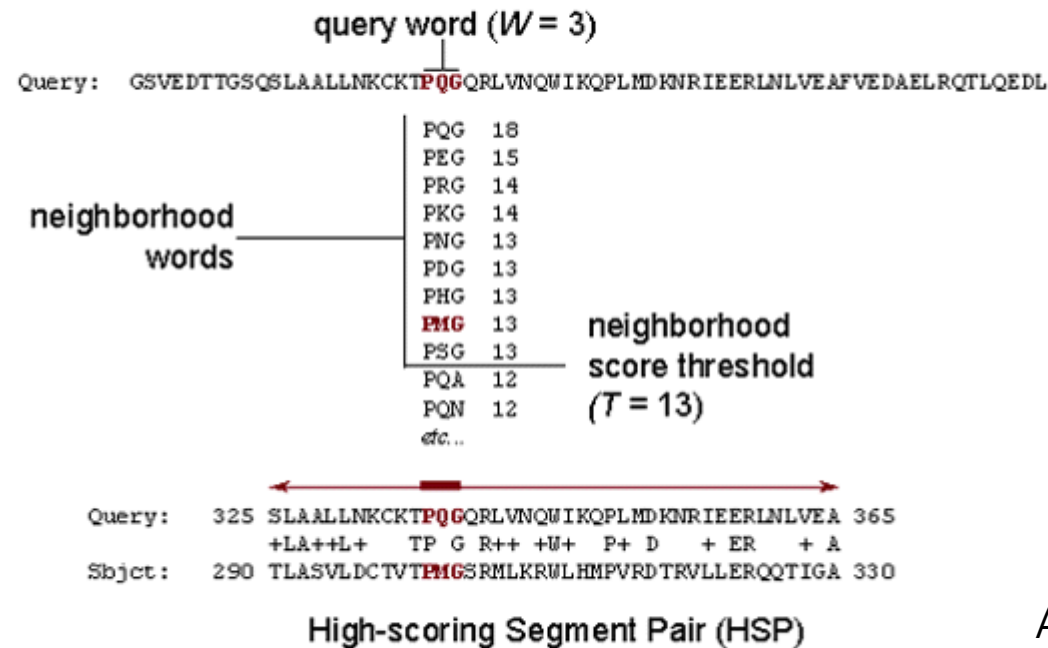 query word (W = 3)
Query: GSVEDTTGSQSLAALLNKCKTPQGQRLVNQWIKQPLMDKNRIEERLNLVEAFVEDAELRQTLQEDL
PQG 18
PEG 15
PRG 14
PKG 14
PNG 13
PDG 13
PHG 13
PMG 13
PSG 13
PQA 12
PQN 12
etc...
neighborhood
words
neighborhood
score threshold
(T = 13)
Query: 325 SLAALLNKCKTPQGQRLVNQWIKQPLMDKNRIEERLNLVEA 365
+LA++L+ TP G R++ +W+ P+ D + ER + A
Sbjct: 290 TLASVLDCTVTPMGSRMLKRWLHMPVRDTRVLLERQQTIGA 330
High-scoring Segment Pair (HSP)
A